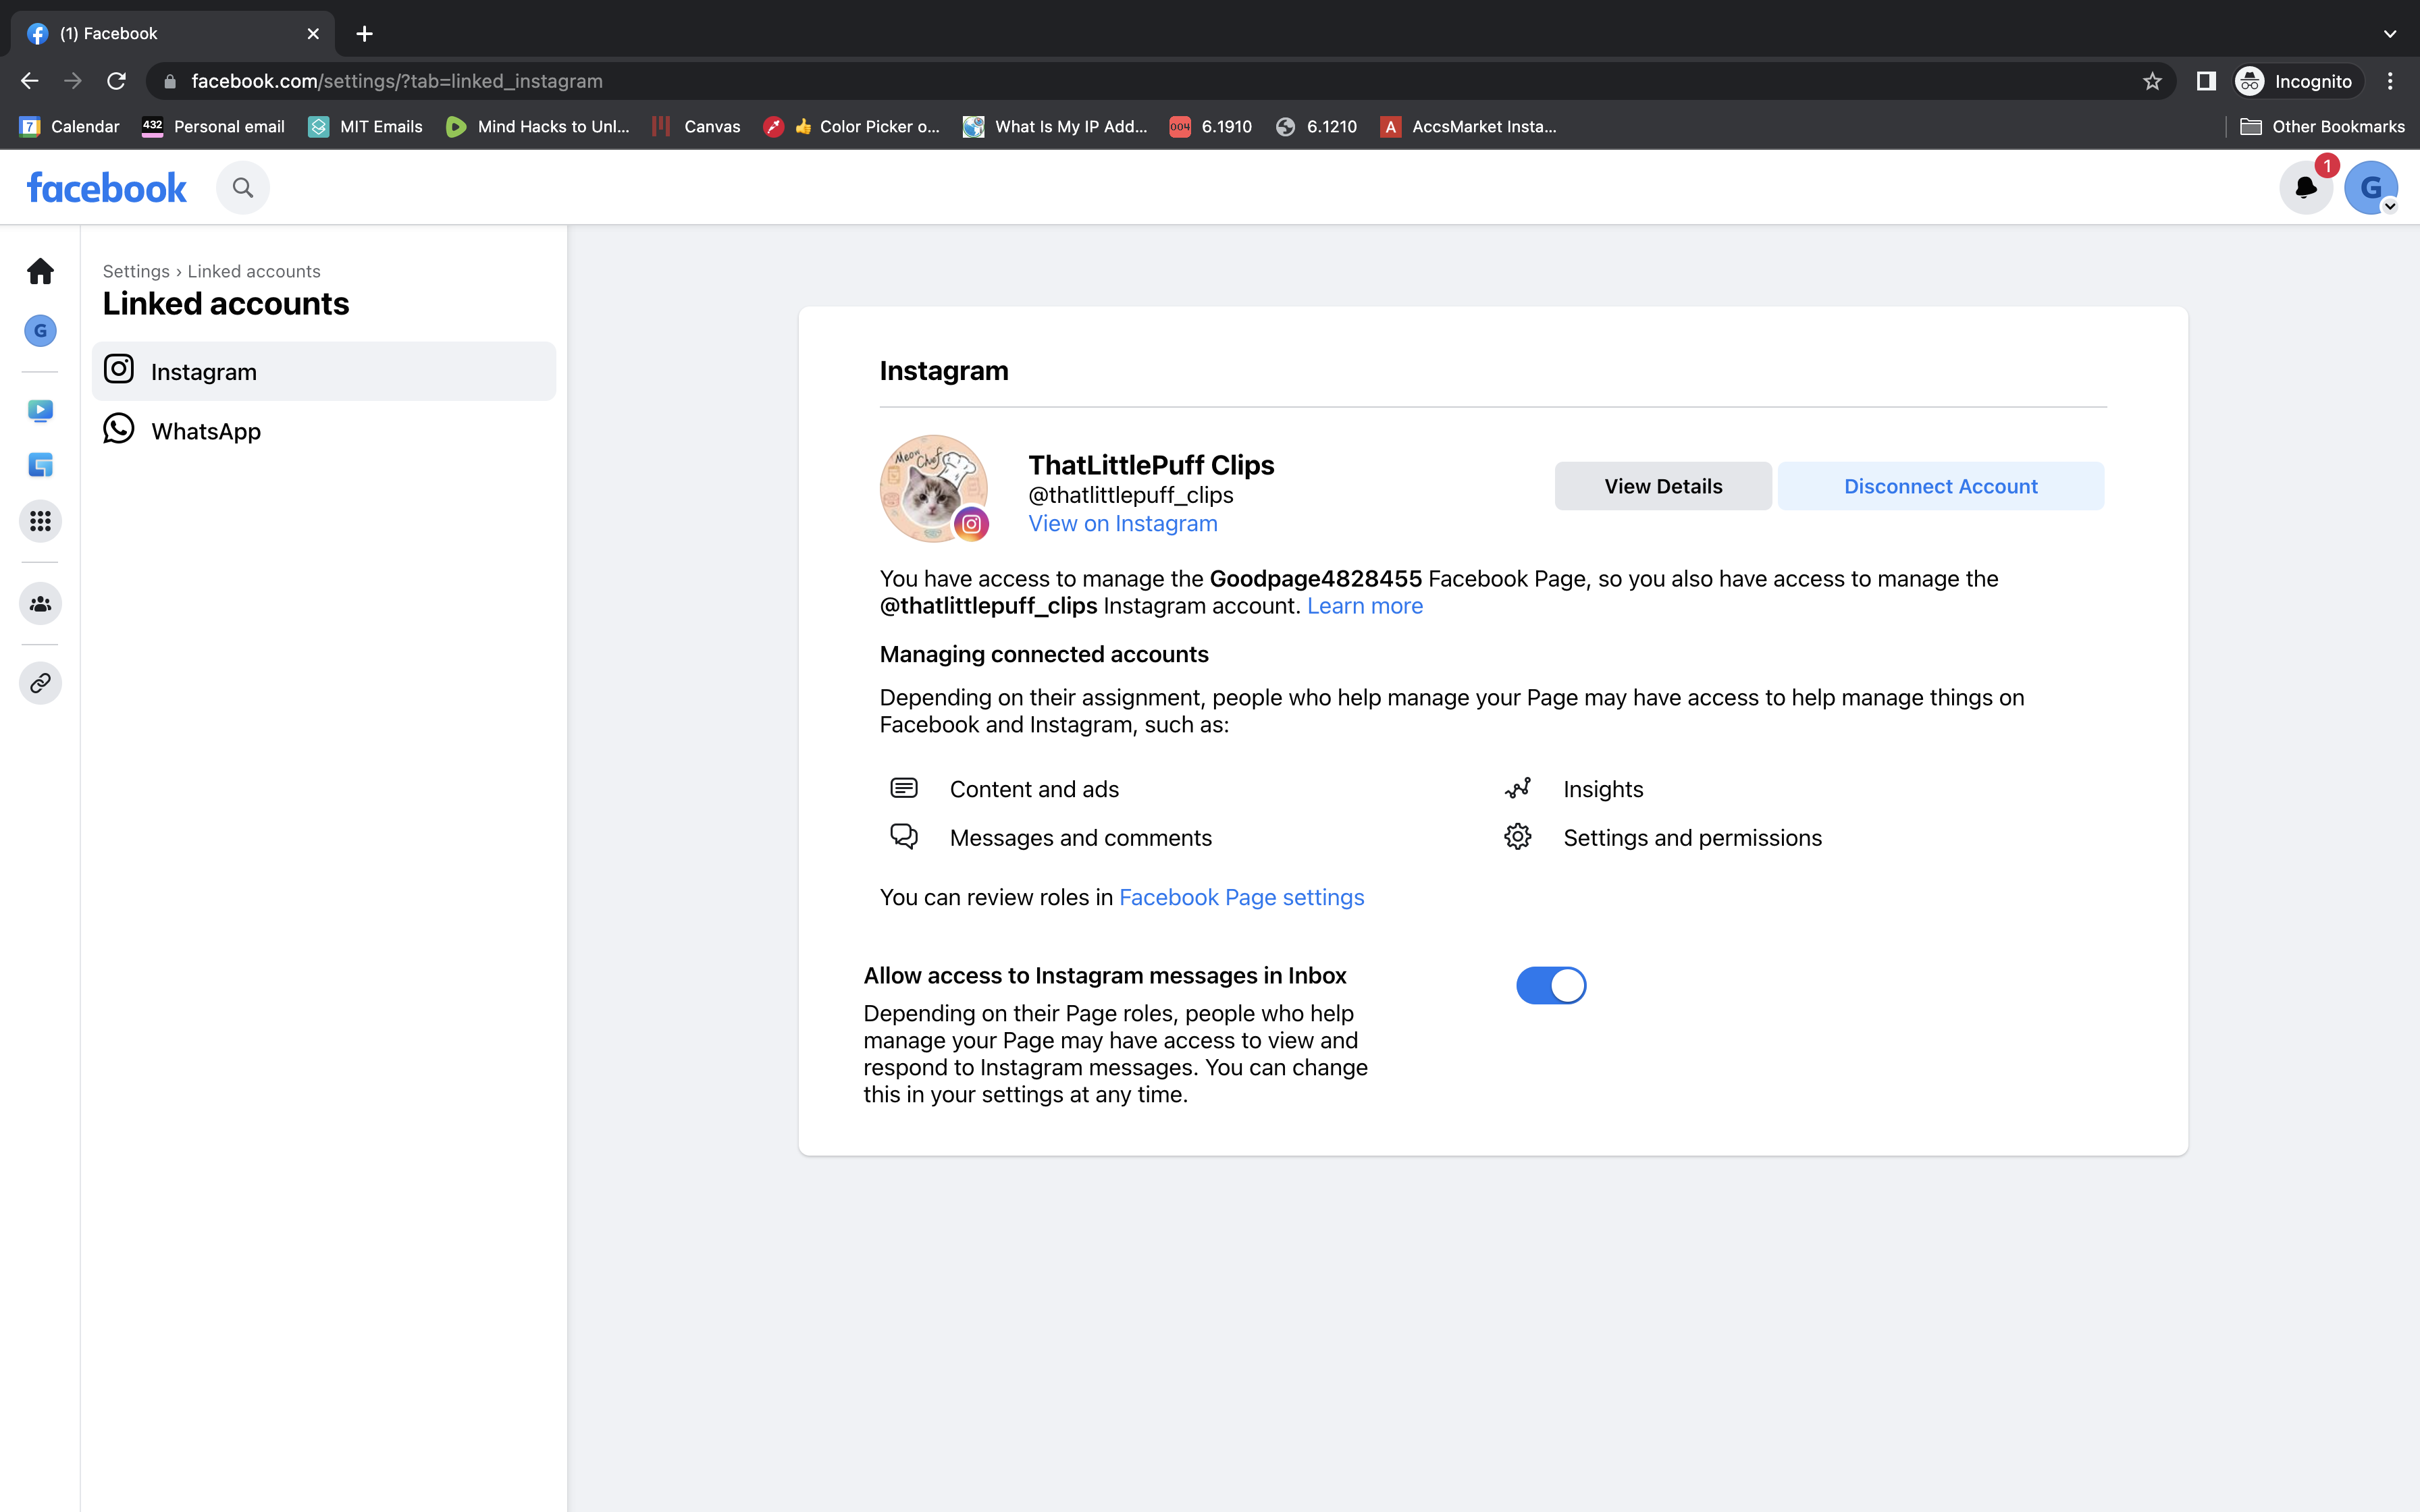 (1) Facebook
facebook.com/settings/?tab=linked_instagram
Incognito
7 Calendar
432 Personal email
MIT Emails
Mind Hacks to Unl...
Canvas
👍 Color Picker o...
What Is My IP Add...
004 6.1910
6.1210
A AccsMarket Insta...
Other Bookmarks
facebook
1
G
Settings › Linked accounts
Linked accounts
G
Instagram
WhatsApp
Instagram
Meow Chef
ThatLittlePuff Clips
@thatlittlepuff_clips
View on Instagram
View Details
Disconnect Account
You have access to manage the Goodpage4828455 Facebook Page, so you also have access to manage the
@thatlittlepuff_clips Instagram account. Learn more
Managing connected accounts
Depending on their assignment, people who help manage your Page may have access to help manage things on
Facebook and Instagram, such as:
Content and ads
Insights
Messages and comments
Settings and permissions
You can review roles in Facebook Page settings
Allow access to Instagram messages in Inbox
Depending on their Page roles, people who help
manage your Page may have access to view and
respond to Instagram messages. You can change
this in your settings at any time.